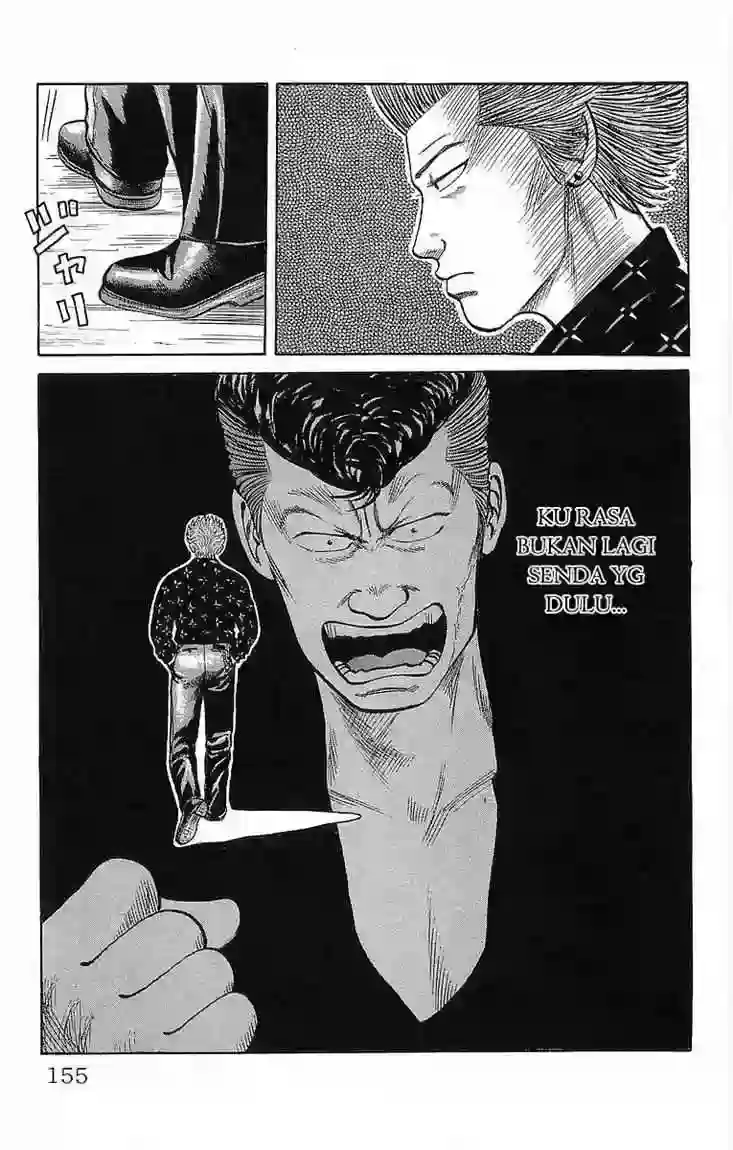 ジャリ
KU RASA
BUKAN LAGI
SENDA YG
DULU...
155